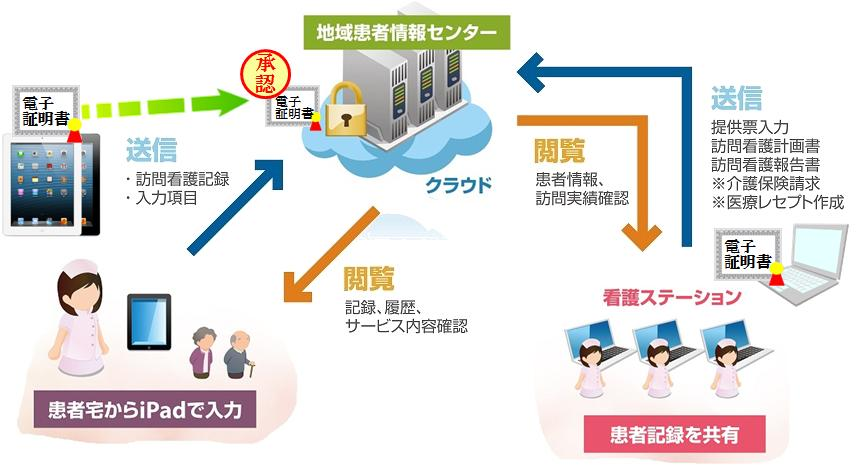 地域患者情報センター
承認
電子
証明書
電子
証明書
送信
・訪問看護記録
・入力項目
クラウド
閲覧
患者情報、
訪問実績確認
送信
提供票入力
訪問看護計画書
訪問看護報告書
※介護保険請求
※医療レセプト作成
閲覧
記録、履歴、
サービス内容確認
電子
証明書
看護ステーション
患者宅からiPadで入力
患者記録を共有